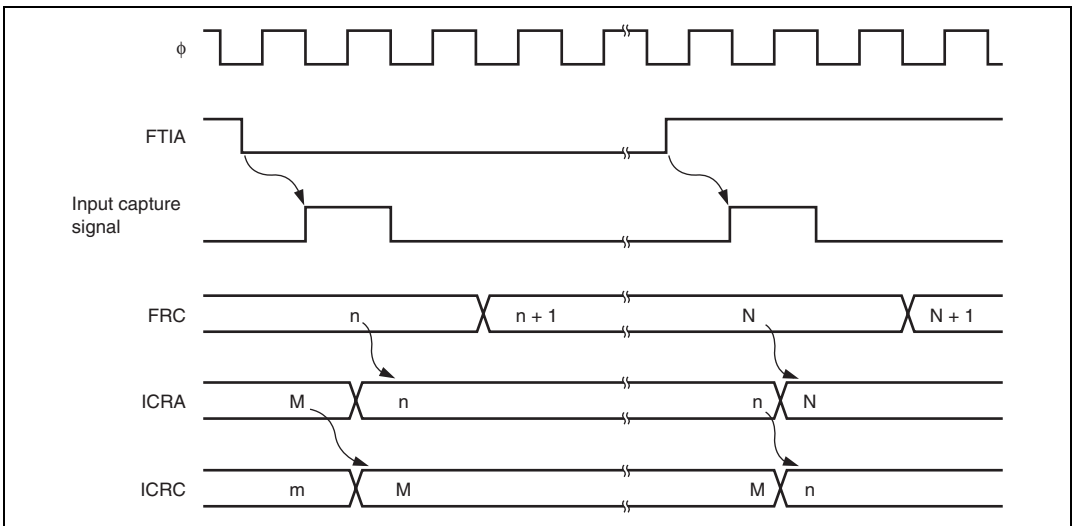 ϕ
FTIA
Input capture
signal
FRC n n + 1 N N + 1
ICRA M n n N
ICRC m M M n